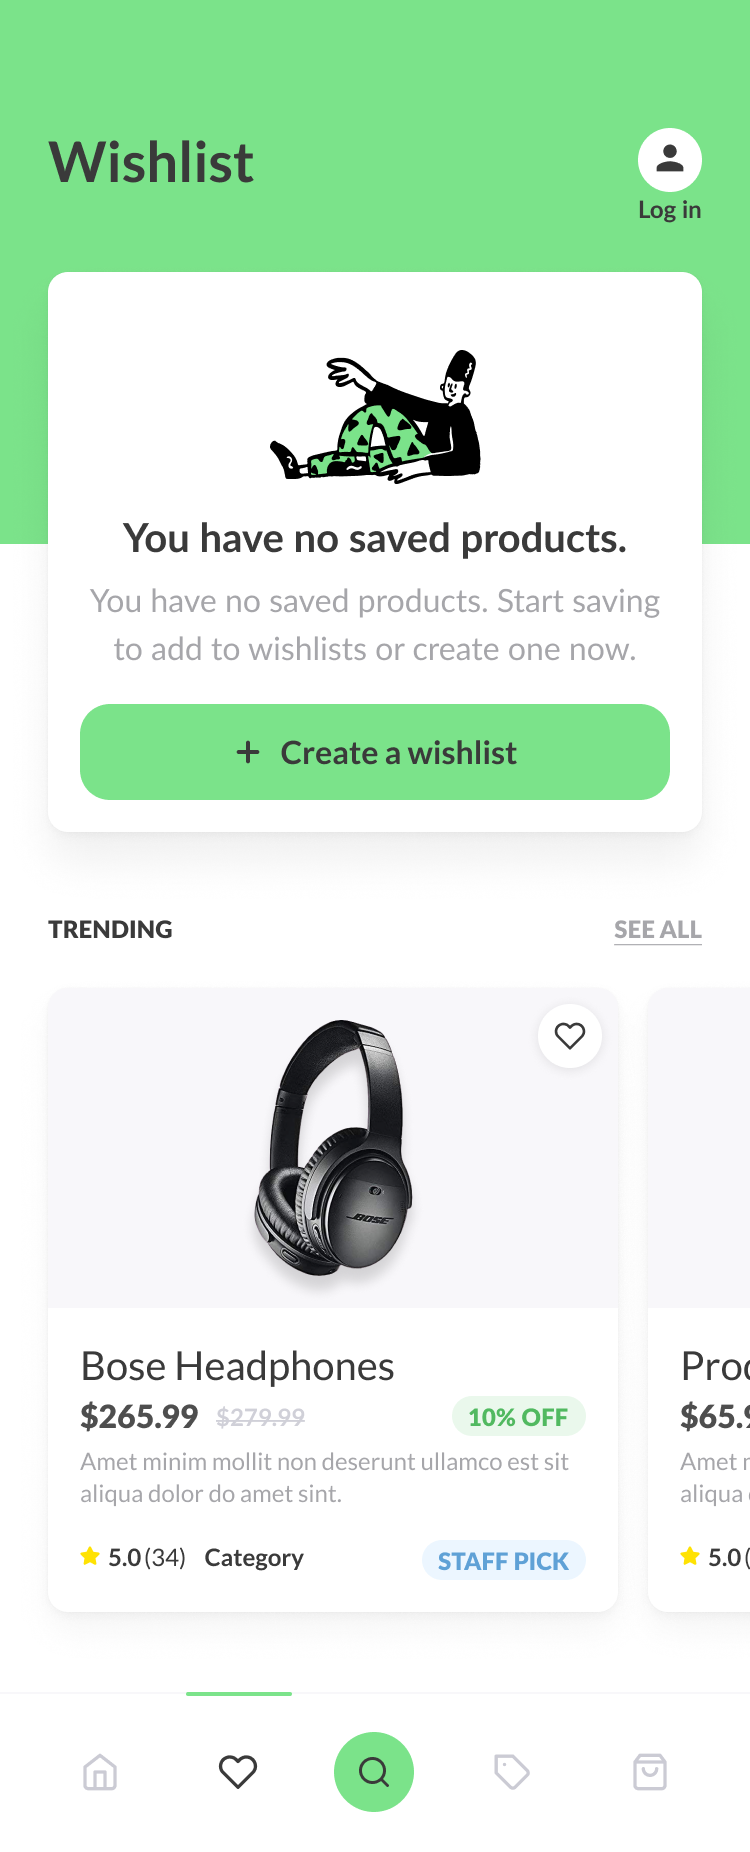 Wishlist
Log in
You have no saved products.
You have no saved products. Start saving
to add to wishlists or create one now.
+ Create a wishlist
TRENDING
SEE ALL
BOSE
Bose Headphones
$265.99 $279.99 10% OFF
Amet minim mollit non deserunt ullamco est sit
aliqua dolor do amet sint.
5.0 (34) Category STAFF PICK
$65.9
Amet
aliqua
5.0